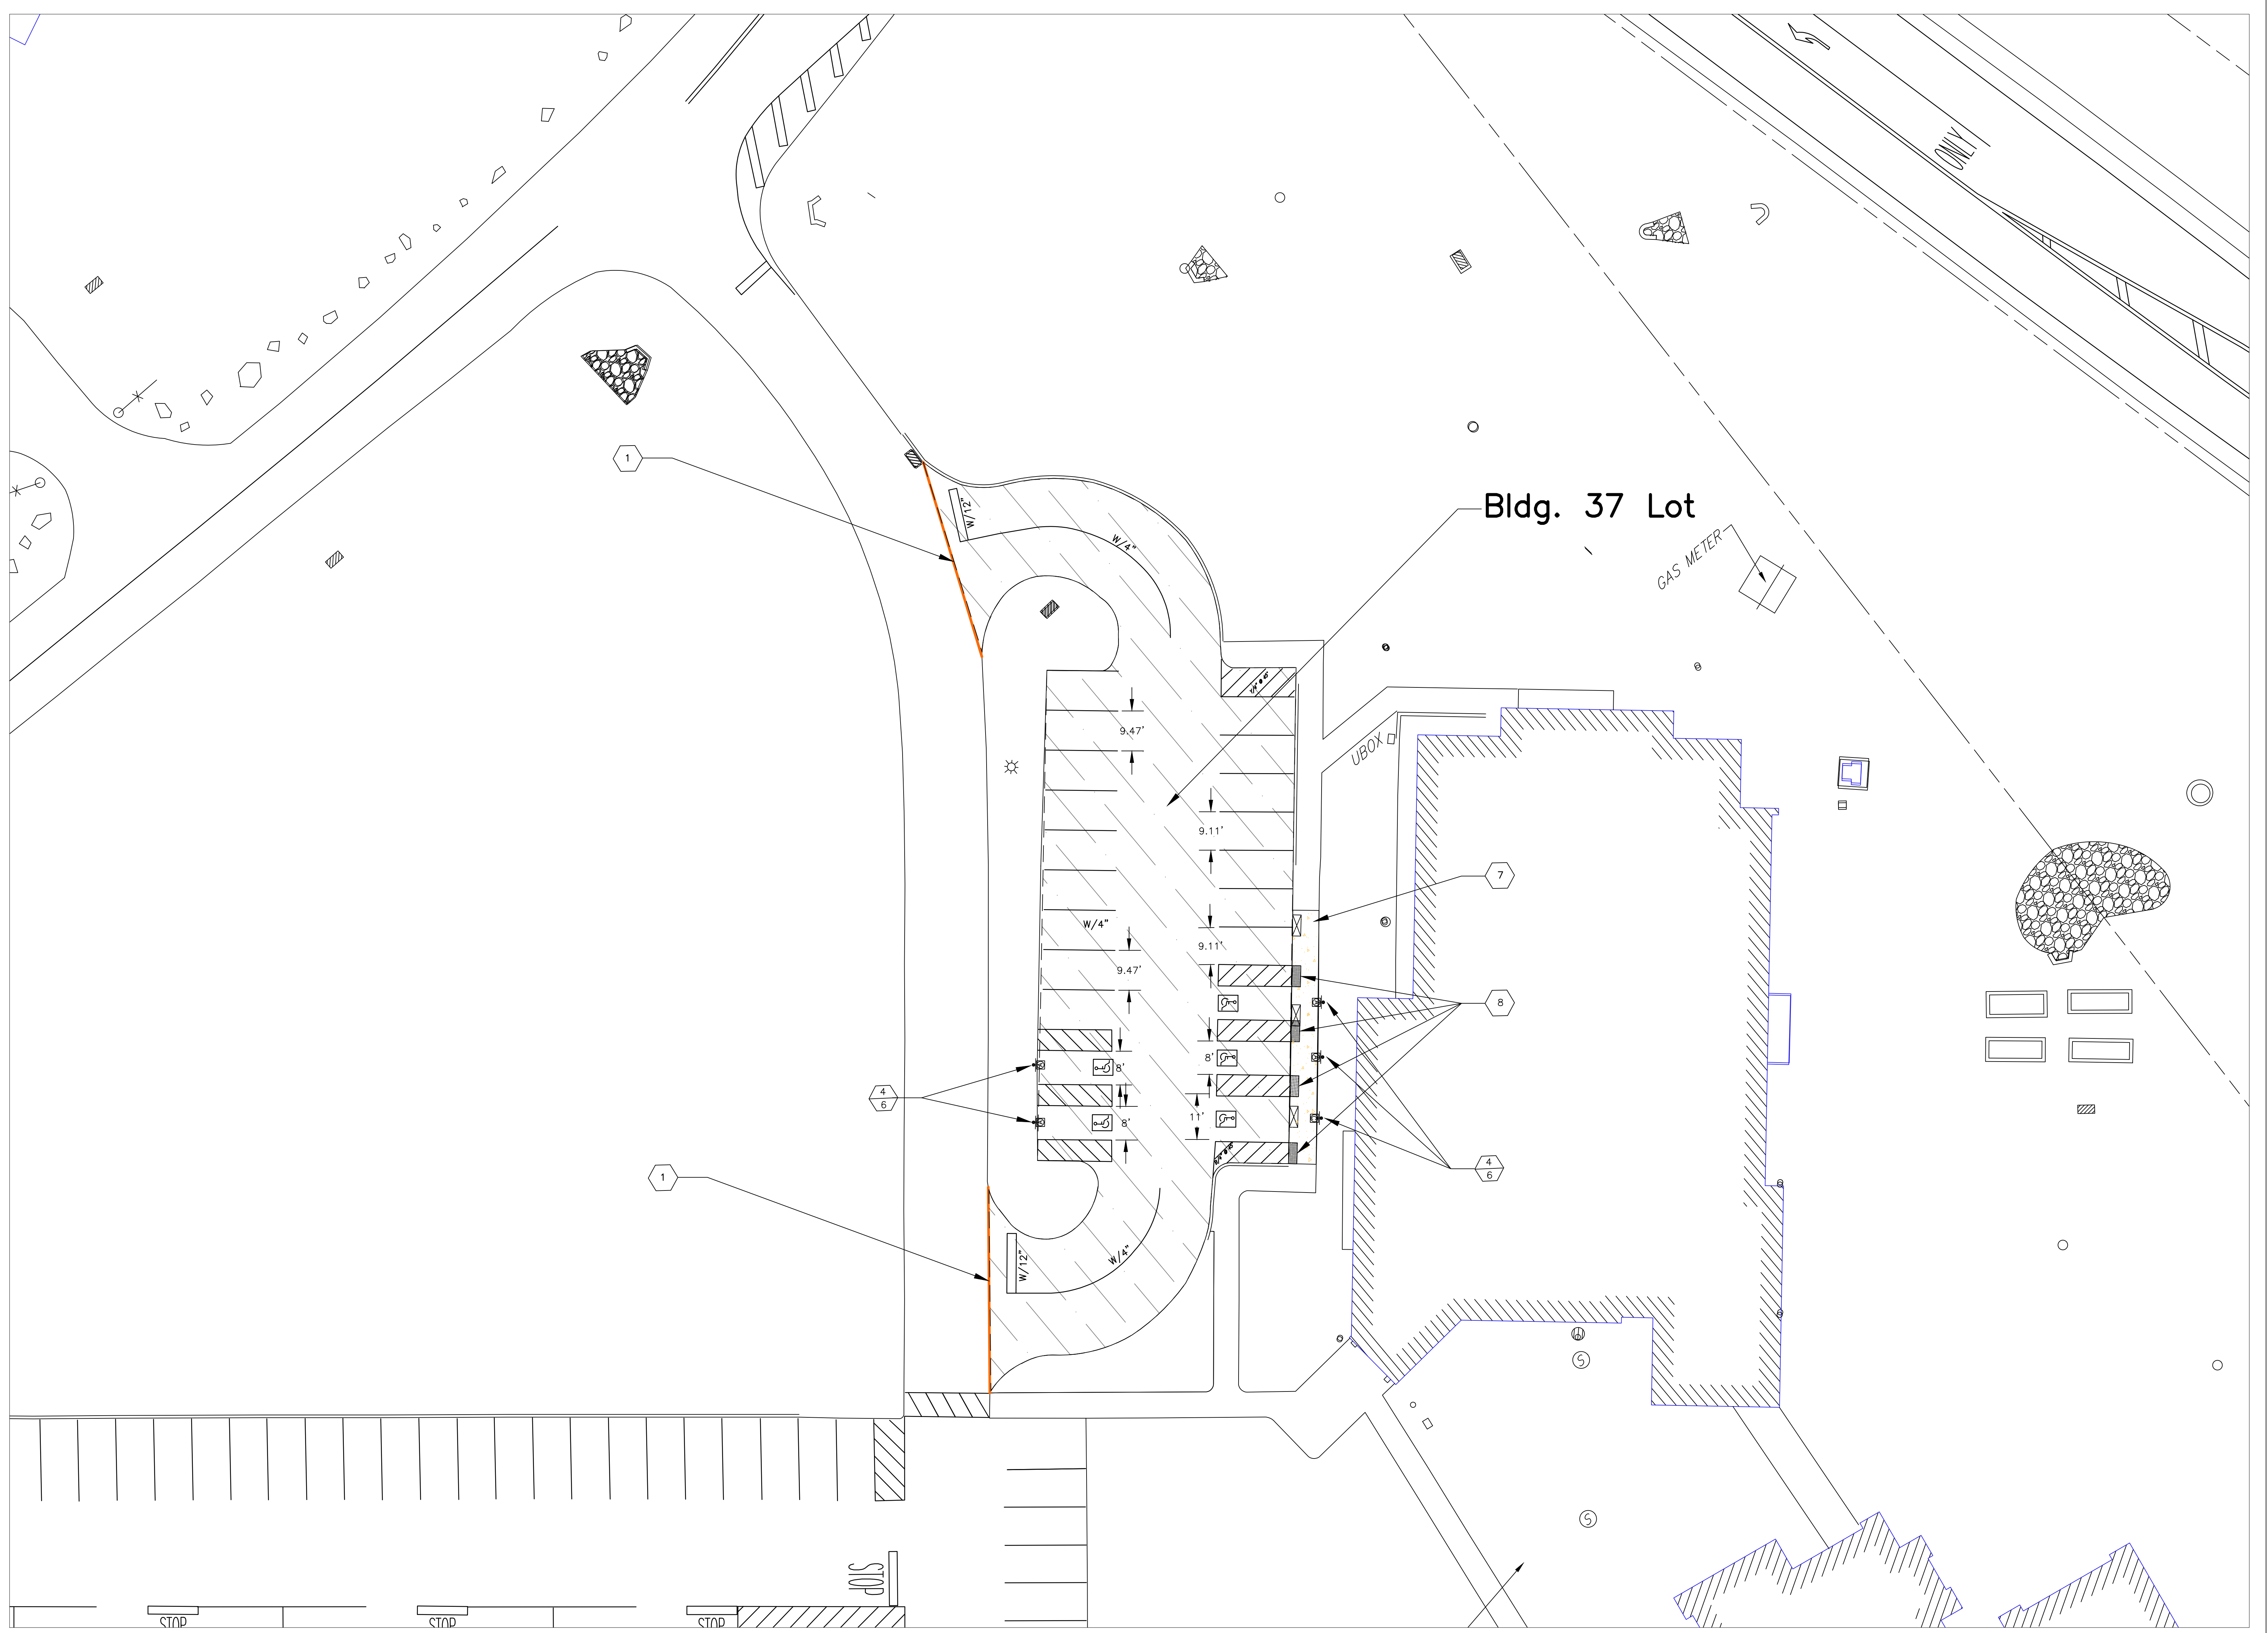 ONLY
1
W/12"
Bldg. 37 Lot
W/4"
GAS METER
9.47'
UBOX
9.11'
7
W/4"
9.11'
9.47'
8
8'
8'
4
6
11'
8'
4
6
1
W/12"
W/4"
S
S
STOP
STOP
STOP
STOP